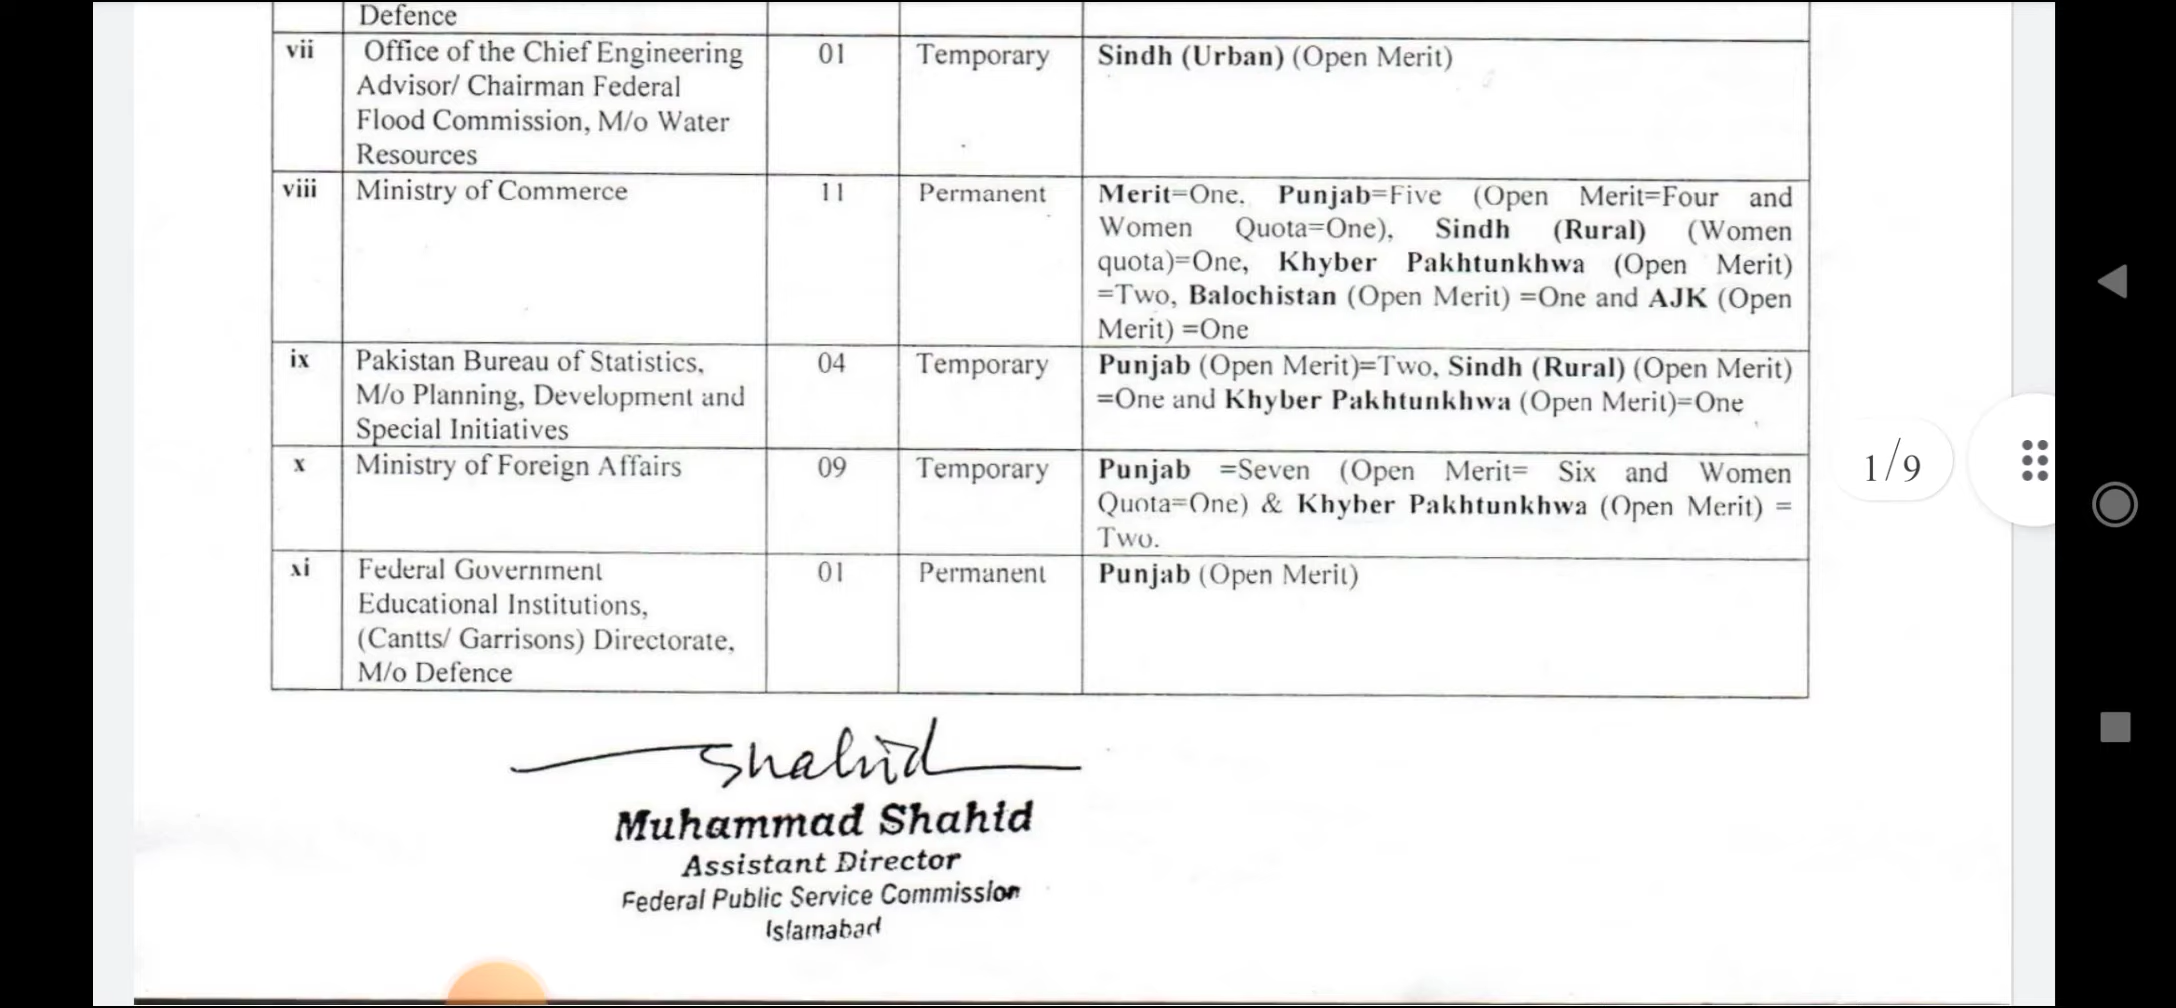 Defence
vii Office of the Chief Engineering 01 Temporary Sindh (Urban) (Open Merit)
Advisor/ Chairman Federal
Flood Commission, M/o Water
Resources
viii Ministry of Commerce 11 Permanent Merit=One, Punjab=Five (Open Merit=Four and
Women Quota=One), Sindh (Rural) (Women
quota)=One, Khyber Pakhtunkhwa (Open Merit)
=Two, Balochistan (Open Merit) =One and AJK (Open
Merit) =One
ix Pakistan Bureau of Statistics, 04 Temporary Punjab (Open Merit)=Two, Sindh (Rural) (Open Merit)
M/o Planning, Development and =One and Khyber Pakhtunkhwa (Open Merit)=One
Special Initiatives
x Ministry of Foreign Affairs 09 Temporary Punjab =Seven (Open Merit= Six and Women
Quota=One) & Khyber Pakhtunkhwa (Open Merit) =
Two.
xi Federal Government 01 Permanent Punjab (Open Merit)
Educational Institutions,
(Cantts/ Garrisons) Directorate,
M/o Defence
1/9
Shahid
Muhammad Shahid
Assistant Director
Federal Public Service Commission
Islamabad